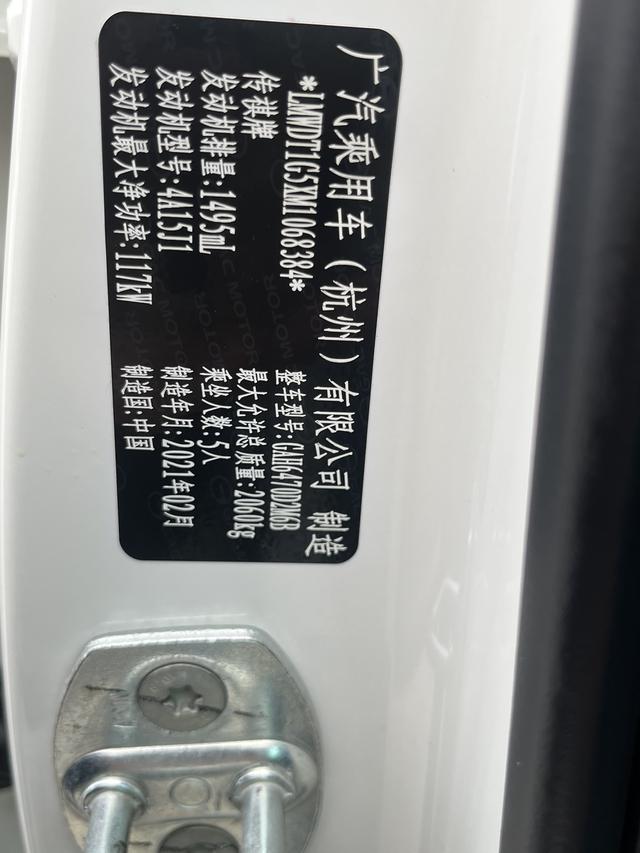 广汽乘用车（杭州）有限公司 制造
*LMWDT1G5XM1068384*
传祺牌 整车型号:GAH6470D2M6B
发动机排量:1495mL 最大允许总质量:2060kg
发动机型号:4A15J1 乘坐人数:5人
发动机最大净功率:117kW 制造年月:2021年02月
制造国:中国